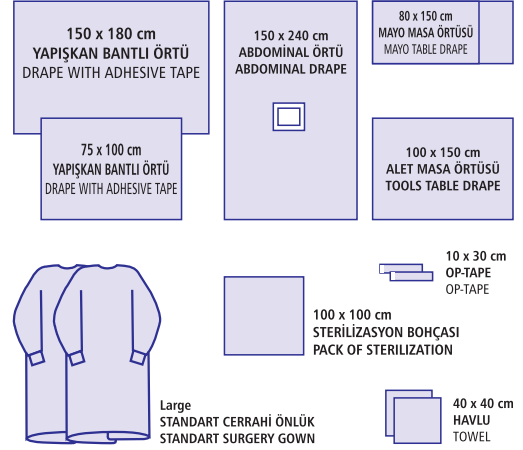 150 x 180 cm
YAPIŞKAN BANTLI ÖRTÜ
DRAPE WITH ADHESIVE TAPE
75 x 100 cm
YAPIŞKAN BANTLI ÖRTÜ
DRAPE WITH ADHESIVE TAPE
150 x 240 cm
ABDOMİNAL ÖRTÜ
ABDOMINAL DRAPE
80 x 150 cm
MAYO MASA ÖRTÜSÜ
MAYO TABLE DRAPE
100 x 150 cm
ALET MASA ÖRTÜSÜ
TOOLS TABLE DRAPE
10 x 30 cm
OP-TAPE
OP-TAPE
100 x 100 cm
STERİLİZASYON BOHÇASI
PACK OF STERILIZATION
Large
STANDART CERRAHİ ÖNLÜK
STANDART SURGERY GOWN
40 x 40 cm
HAVLU
TOWEL